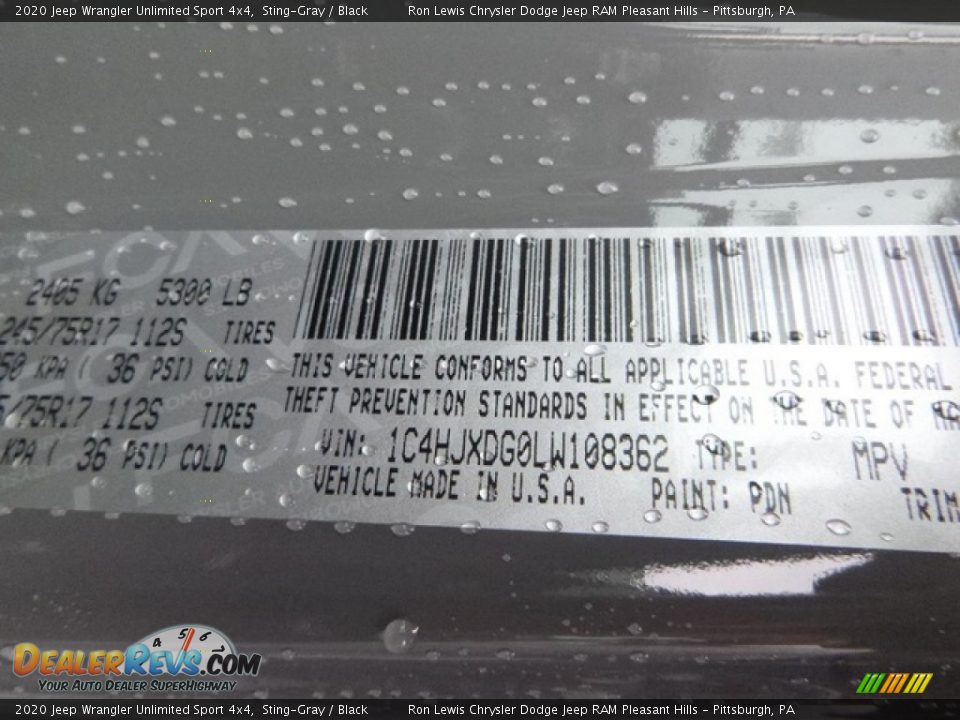 2020 Jeep Wrangler Unlimited Sport 4x4, Sting-Gray / Black Ron Lewis Chrysler Dodge Jeep RAM Pleasant Hills - Pittsburgh, PA
2405 KG 5300 LB
245/75R17 112S TIRES
50 KPA ( 36 PSI) COLD
5/75R17 112S TIRES
KPA ( 36 PSI) COLD
THIS VEHICLE CONFORMS TO ALL APPLICABLE U.S.A. FEDERAL
THEFT PREVENTION STANDARDS IN EFFECT ON THE DATE OF
VIN: 1C4HJXDG0LW108362 TYPE: MPV
VEHICLE MADE IN U.S.A. PAINT: PDN TRIM
4 5 6
DealerRevs.com
Your Auto Dealer SuperHighway
2020 Jeep Wrangler Unlimited Sport 4x4, Sting-Gray / Black Ron Lewis Chrysler Dodge Jeep RAM Pleasant Hills - Pittsburgh, PA